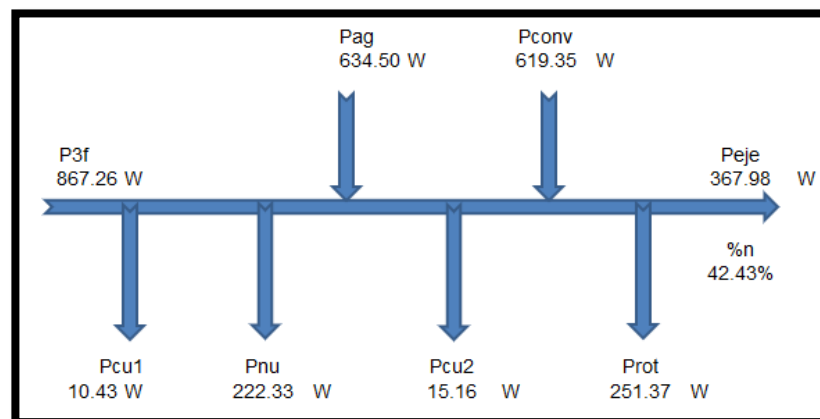 Pag
634.50 W
Pconv
619.35 W
P3f
867.26 W
Peje
367.98 W
%n
42.43%
Pcu1
10.43 W
Pnu
222.33 W
Pcu2
15.16 W
Prot
251.37 W